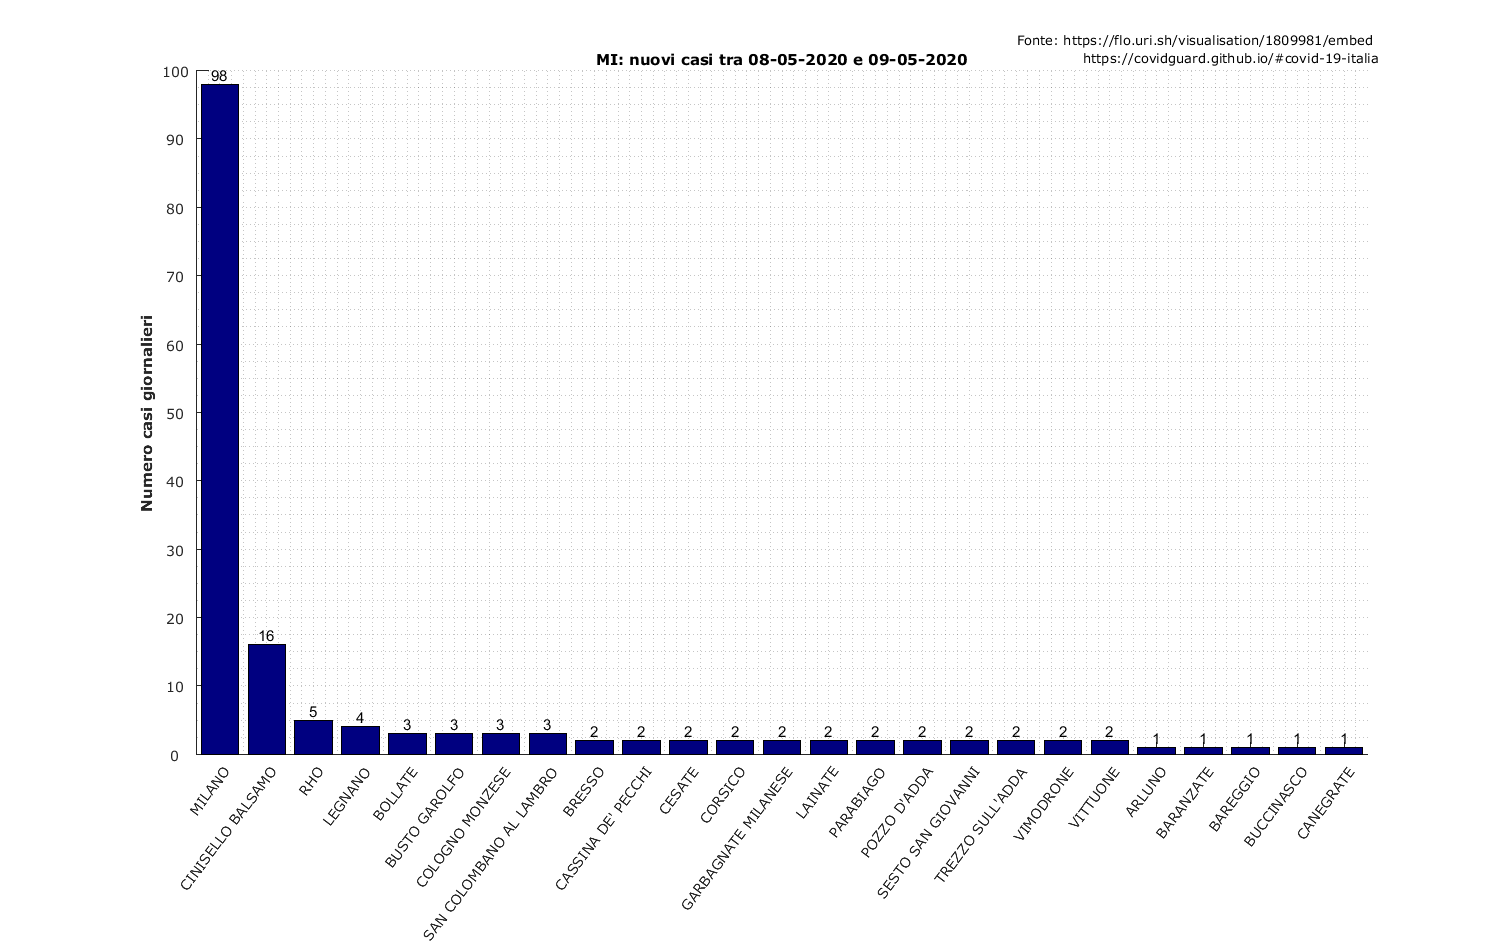 Fonte: https://flo.uri.sh/visualisation/1809981/embed
https://covidguard.github.io/#covid-19-italia
MI: nuovi casi tra 08-05-2020 e 09-05-2020
Numero casi giornalieri
100
90
80
70
60
50
40
30
20
10
0
98
16
5
4
3
3
3
3
2
2
2
2
2
2
2
2
2
2
2
2
1
1
1
1
1
MILANO
CINISELLO BALSAMO
RHO
LEGNANO
BOLLATE
BUSTO GAROLFO
COLOGNO MONZESE
SAN COLOMBANO AL LAMBRO
BRESSO
CASSINA DE' PECCHI
CESATE
CORSICO
GARBAGNATE MILANESE
LAINATE
PARABIAGO
POZZO D'ADDA
SESTO SAN GIOVANNI
TREZZO SULL'ADDA
VIMODRONE
VITTUONE
ARLUNO
BARANZATE
BAREGGIO
BUCCINASCO
CANEGRATE